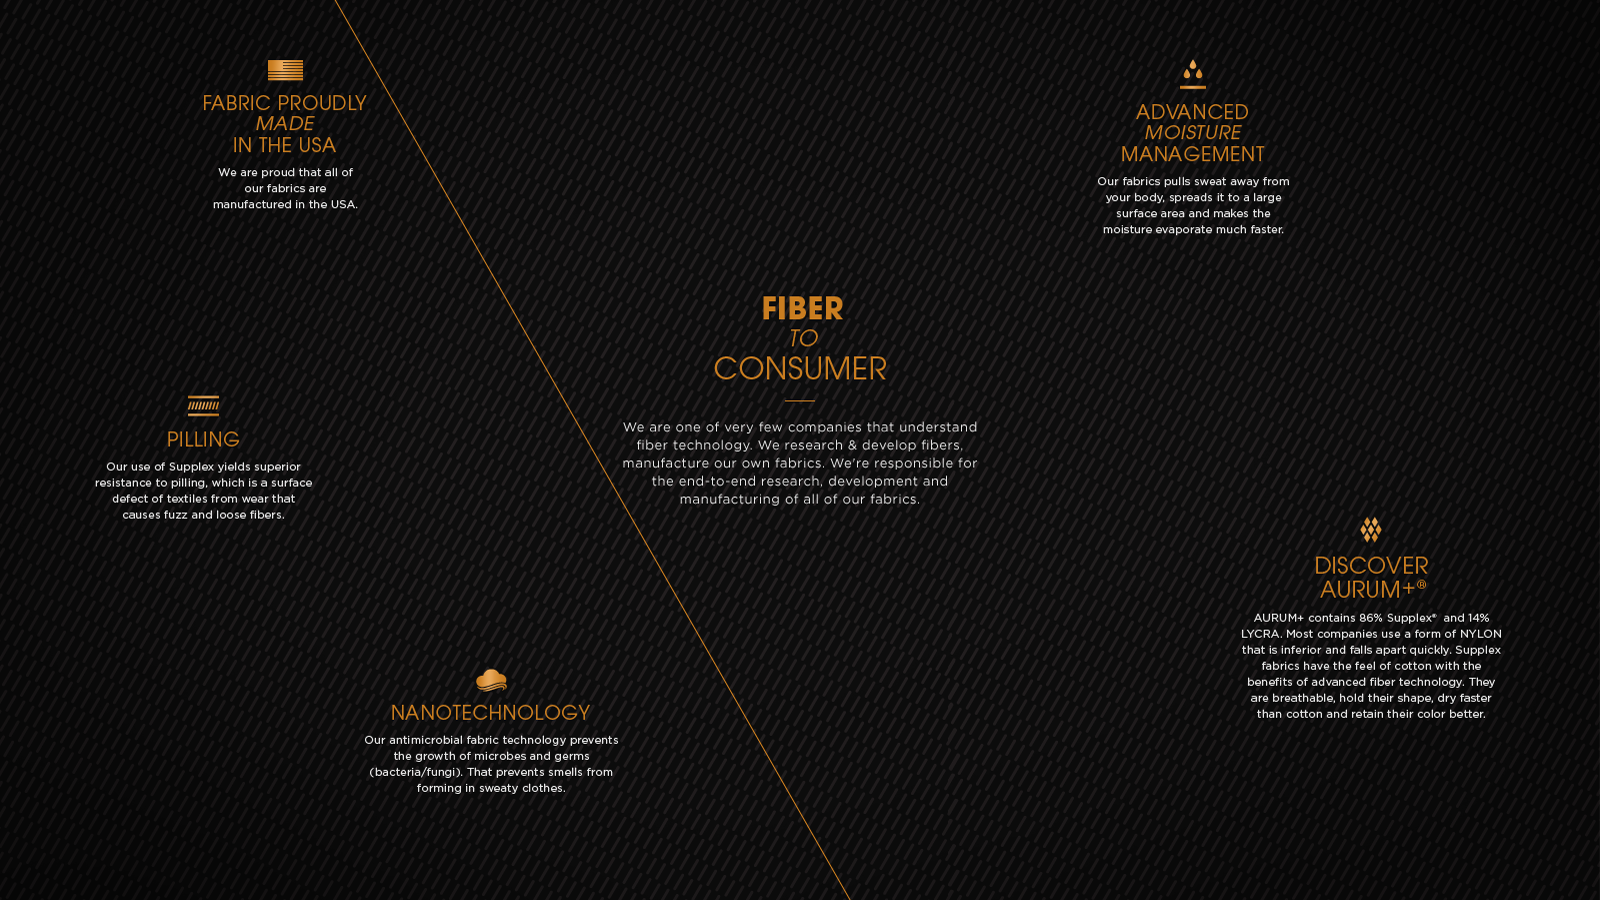 FABRIC PROUDLY
MADE
IN THE USA
We are proud that all of
our fabrics are
manufactured in the USA.
ADVANCED
MOISTURE
MANAGEMENT
Our fabrics pulls sweat away from
your body, spreads it to a large
surface area and makes the
moisture evaporate much faster.
FIBER
TO
CONSUMER
We are one of very few companies that understand
fiber technology. We research & develop fibers,
manufacture our own fabrics. We're responsible for
the end-to-end research, development and
manufacturing of all of our fabrics.
PILLING
Our use of Supplex yields superior
resistance to pilling, which is a surface
defect of textiles from wear that
causes fuzz and loose fibers.
DISCOVER
AURUM+®
AURUM+ contains 86% Supplex® and 14%
LYCRA. Most companies use a form of NYLON
that is inferior and falls apart quickly. Supplex
fabrics have the feel of cotton with the
benefits of advanced fiber technology. They
are breathable, hold their shape, dry faster
than cotton and retain their color better.
NANOTECHNOLOGY
Our antimicrobial fabric technology prevents
the growth of microbes and germs
(bacteria/fungi). That prevents smells from
forming in sweaty clothes.